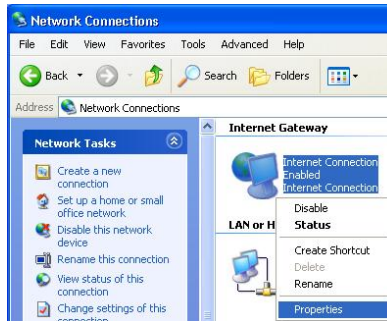 Network Connections
File Edit View Favorites Tools Advanced Help
Back Search Folders
Address Network Connections
Network Tasks
Create a new
connection
Set up a home or small
office network
Disable this network
device
Rename this connection
View status of this
connection
Change settings of this
connection
Internet Gateway
Internet Connection
Enabled
Internet Connection
LAN or H
Disable
Status
Create Shortcut
Delete
Rename
Properties